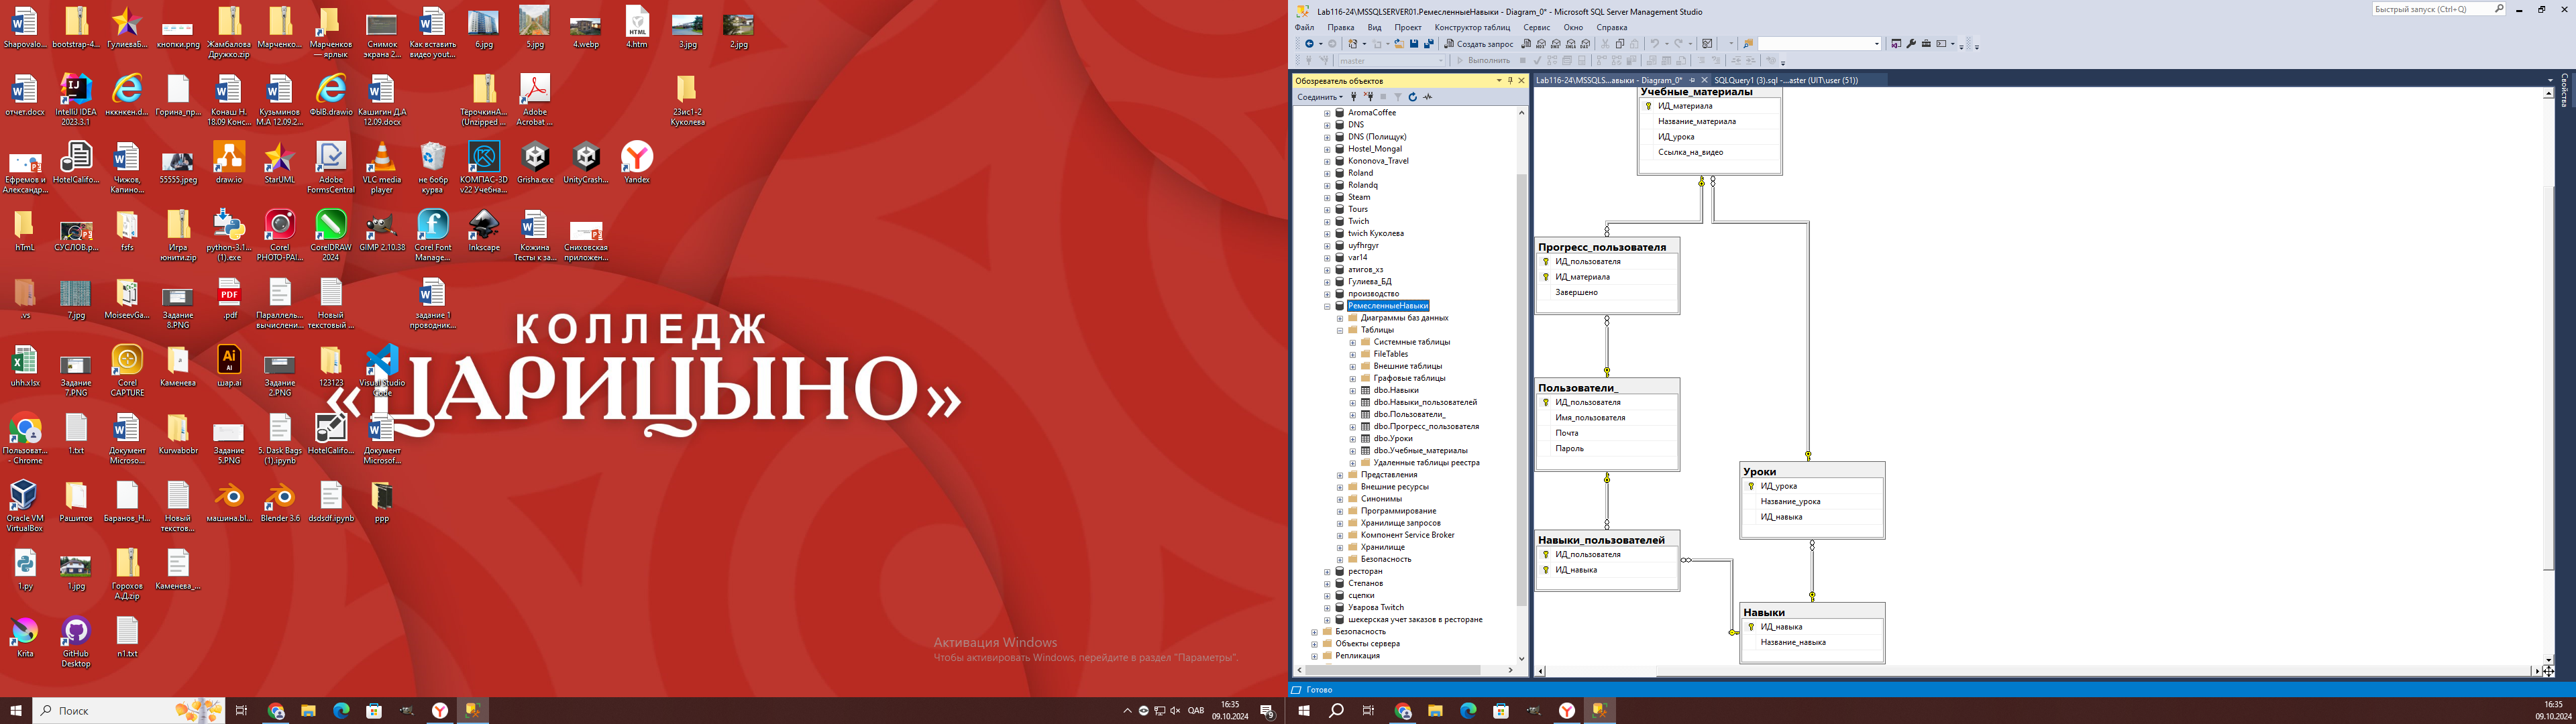 Shapovalo...
bootstrap-4...
ГулиеваБ...
кнопки.png
Жамбалова Дружко.zip
Марченко...
Марченков — ярлык
Снимок экрана 2...
Как вставить видео yout...
6.jpg
5.jpg
4.webp
4.htm
3.jpg
2.jpg
отчет.docx
IntelliJ IDEA 2023.3.1
нккнкен.d...
Горина_пр...
Конаш Н. 18.09 Конс...
Кузьминов М.А 12.09.2...
ФЫВ.drawio
Кашигин Д.А 12.09.docx
ТёрочкинА... (Unzipped ...
Adobe Acrobat ...
23ис1-2 Куколева
Ефремов и Александр...
HotelCalifo...
Чижов, Капино...
55555.jpeg
draw.io
StarUML
Adobe FormsCentral
VLC media player
не бобр курва
КОМПАС-3D v22 Учебна...
Grisha.exe
UnityCrash...
Yandex
hTmL
СУСЛОВ.p...
fsfs
Игра юнити.zip
python-3.1... (1).exe
Corel PHOTO-PA!...
CorelDRAW 2024
GIMP 2.10.38
Corel Font Manage...
Inkscape
Кожина Тесты к за...
Сниховская приложен...
.vs
7.jpg
MoiseevGa...
Задание 8.PNG
.pdf
Параллель... вычислени...
Новый текстовый ...
задание 1 проводник...
uhh.xlsx
Задание 7.PNG
Corel CAPTURE
Каменева
шар.ai
Задание 2.PNG
123123
Visual Studio Code
Пользоват... - Chrome
1.txt
Документ Microso...
Kurwabobr
Задание 5.PNG
5. Dask Bags (1).ipynb
HotelCalifo...
Документ Microsof...
Oracle VM VirtualBox
Рашитов
Баранов_Н...
Новый текстов...
машина.bl...
Blender 3.6
dsdsdf.ipynb
ррр
1.py
1.jpg
Горохов А.Д.zip
Каменева_...
Krita
GitHub Desktop
n1.txt
КОЛЛЕДЖ
«ЦАРИЦЫНО»
Активация Windows
Чтобы активировать Windows, перейдите в раздел "Параметры".
Поиск
QAB
16:35
09.10.2024
9
Lab116-24\MSSQLSERVER01.РемесленныеНавыки - Diagram_0* - Microsoft SQL Server Management Studio
Быстрый запуск (Ctrl+Q)
Файл Правка Вид Проект Конструктор таблиц Сервис Окно Справка
Создать запрос
master
Выполнить
Обозреватель объектов
Соединить
AromaCoffee
DNS
DNS (Полищук)
Hostel_Mongal
Kononova_Travel
Roland
Rolandq
Steam
Tours
Twich
twich Куколева
uyfhrgyr
var14
атигов_хз
Гулиева_БД
производство
РемесленныеНавыки
Диаграммы баз данных
Таблицы
Системные таблицы
FileTables
Внешние таблицы
Графовые таблицы
dbo.Навыки
dbo.Навыки_пользователей
dbo.Пользователи_
dbo.Прогресс_пользователя
dbo.Уроки
dbo.Учебные_материалы
Удаленные таблицы реестра
Представления
Внешние ресурсы
Синонимы
Программирование
Хранилище запросов
Компонент Service Broker
Хранилище
Безопасность
ресторан
Степанов
сцепки
Уварова Twitch
шекерская учет заказов в ресторане
Безопасность
Объекты сервера
Репликация
Lab116-24\MSSQLS...авыки - Diagram_0*
SQLQuery1 (3).sql -...aster (UIT\user (51))
Свойства
Учебные_материалы
ИД_материала
Название_материала
ИД_урока
Ссылка_на_видео
Прогресс_пользователя
ИД_пользователя
ИД_материала
Завершено
Пользователи_
ИД_пользователя
Имя_пользователя
Почта
Пароль
Уроки
ИД_урока
Название_урока
ИД_навыка
Навыки_пользователей
ИД_пользователя
ИД_навыка
Навыки
ИД_навыка
Название_навыка
Готово
16:35
09.10.2024